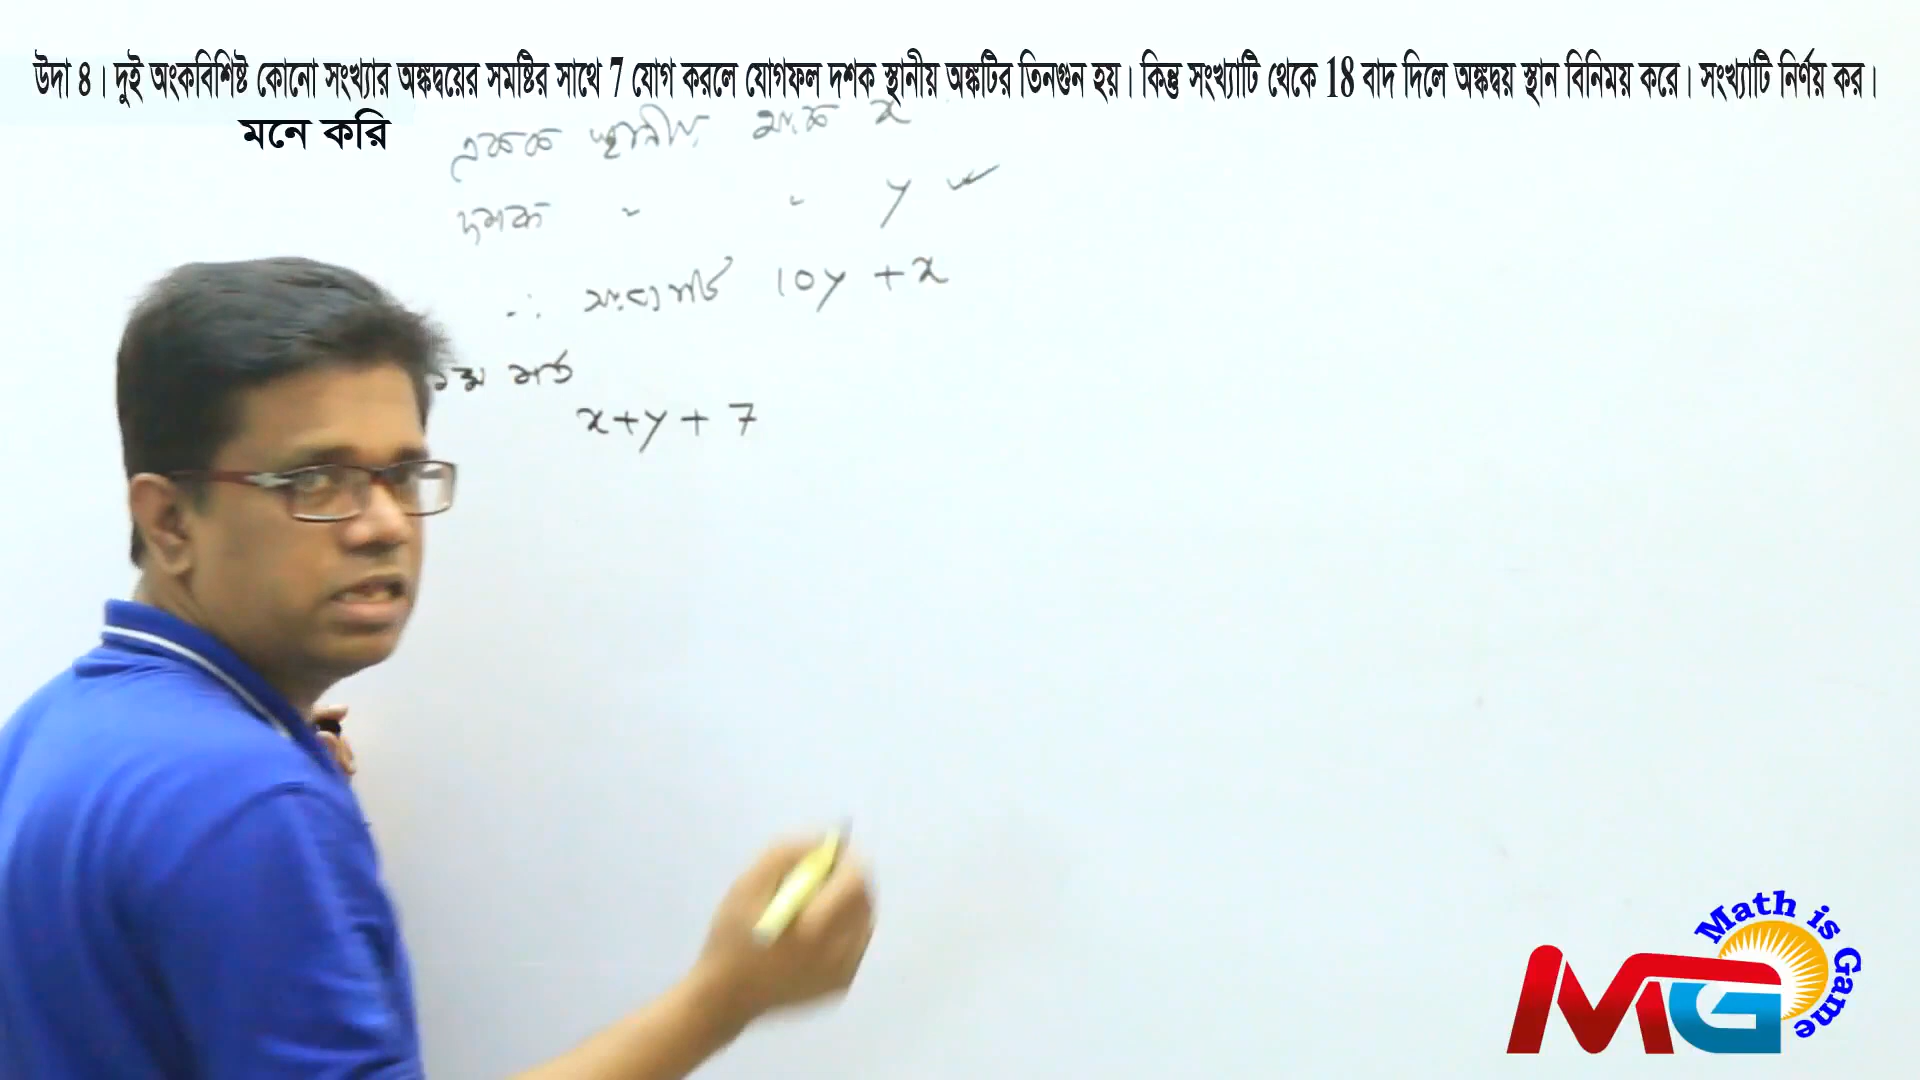 উদা ৪। দুই অংকবিশিষ্ট কোনো সংখ্যার অঙ্কদ্বয়ের সমষ্টির সাথে 7 যোগ করলে যোগফল দশক স্থানীয় অঙ্কটির তিনগুন হয়। কিন্তু সংখ্যাটি থেকে 18 বাদ দিলে অঙ্কদ্বয় স্থান বিনিময় করে। সংখ্যাটি নির্ণয় কর।
মনে করি একক স্থানীয় অংক x
দশক " " y
∴ সংখ্যাটি 10y + x
১ম শর্তে
x+y+ 7
Math is Game
MG